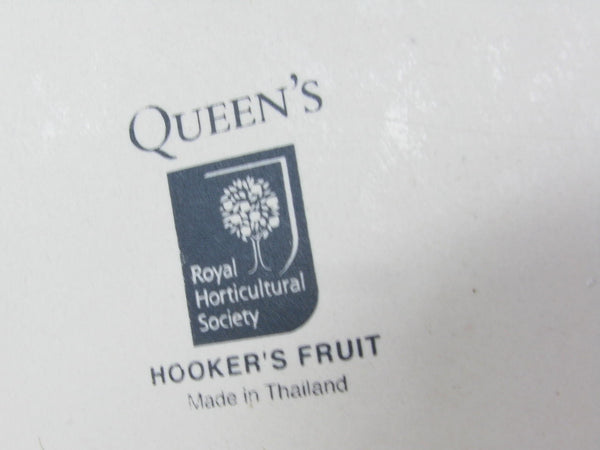 QUEEN'S
Royal
Horticultural
Society
HOOKER'S FRUIT
Made in Thailand